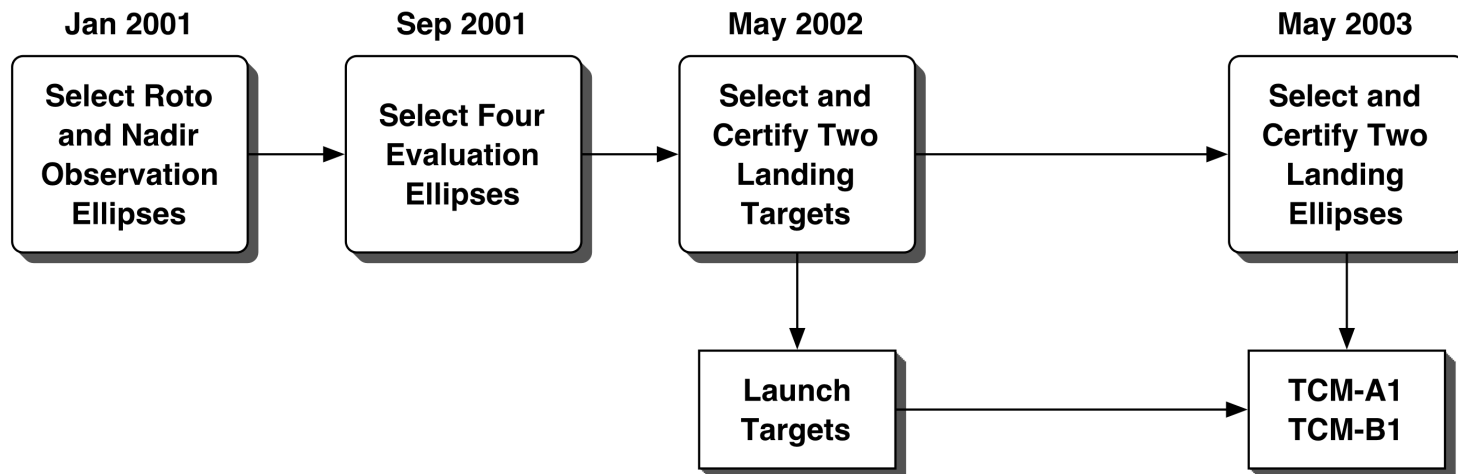 Jan 2001
Sep 2001
May 2002
May 2003
Select Roto
and Nadir
Observation
Ellipses
Select Four
Evaluation
Ellipses
Select and
Certify Two
Landing
Targets
Select and
Certify Two
Landing
Ellipses
Launch
Targets
TCM-A1
TCM-B1